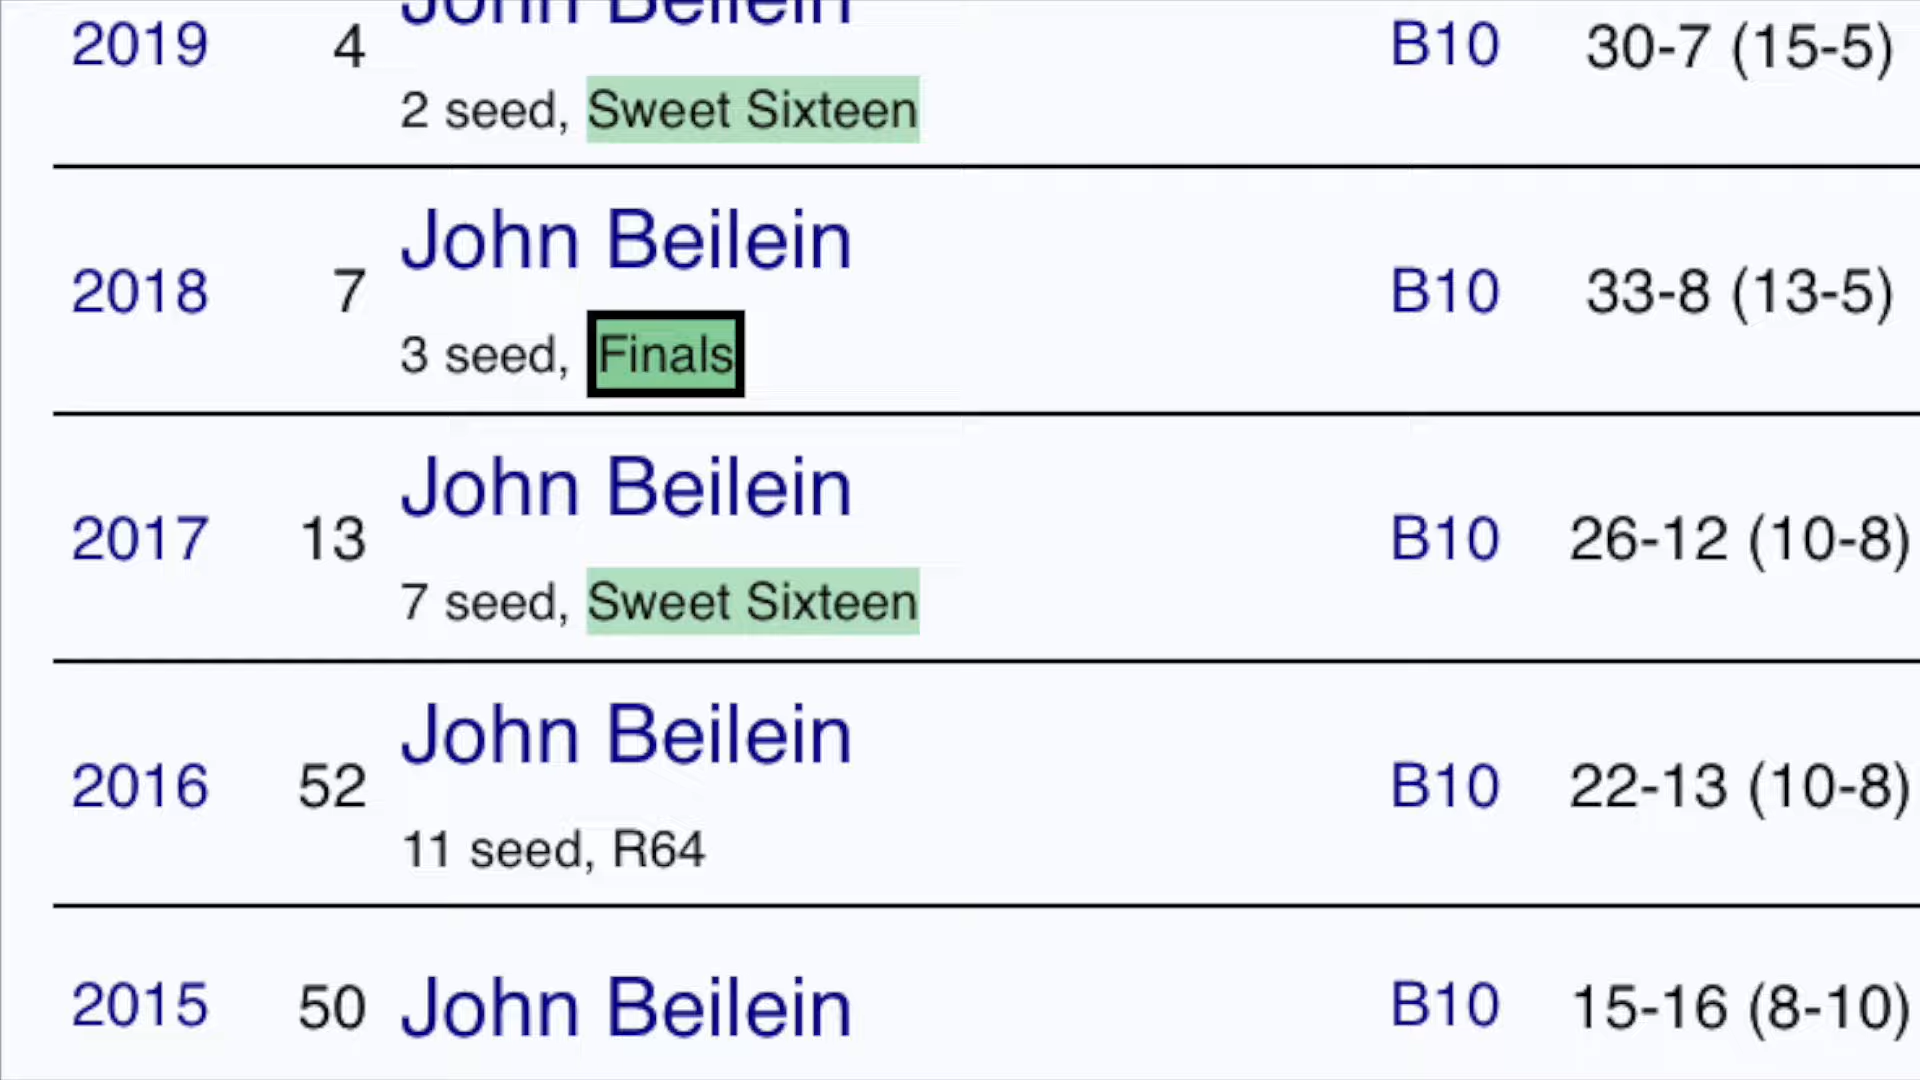 John Beilein
2019 4 B10 30-7 (15-5)
2 seed, Sweet Sixteen
John Beilein
2018 7 B10 33-8 (13-5)
3 seed, Finals
John Beilein
2017 13 B10 26-12 (10-8)
7 seed, Sweet Sixteen
John Beilein
2016 52 B10 22-13 (10-8)
11 seed, R64
2015 50 John Beilein B10 15-16 (8-10)